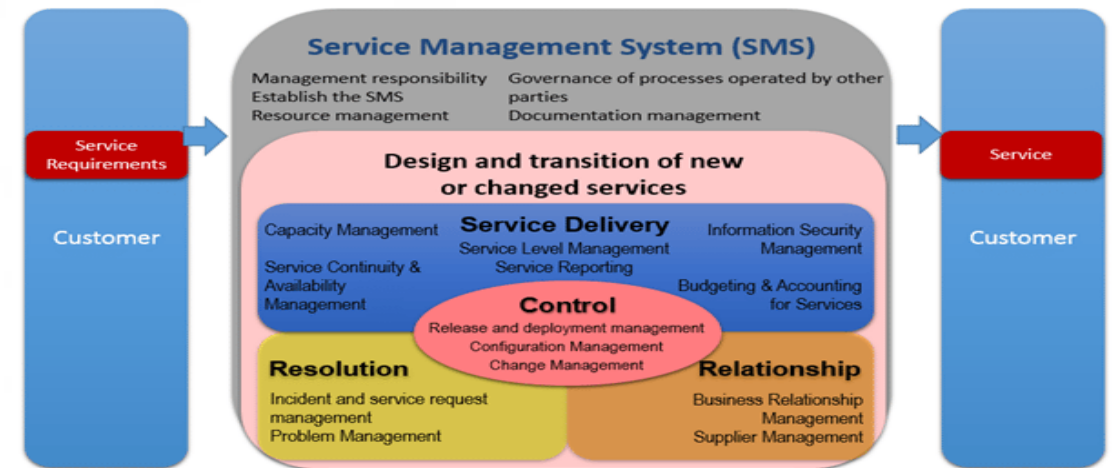 Service
Requirements
Customer
Service Management System (SMS)
Management responsibility
Establish the SMS
Resource management
Governance of processes operated by other
parties
Documentation management
Design and transition of new
or changed services
Capacity Management
Service Continuity &
Availability
Management
Service Delivery
Service Level Management
Service Reporting
Information Security
Management
Budgeting & Accounting
for Services
Control
Release and deployment management
Configuration Management
Change Management
Resolution
Incident and service request
management
Problem Management
Relationship
Business Relationship
Management
Supplier Management
Service
Customer